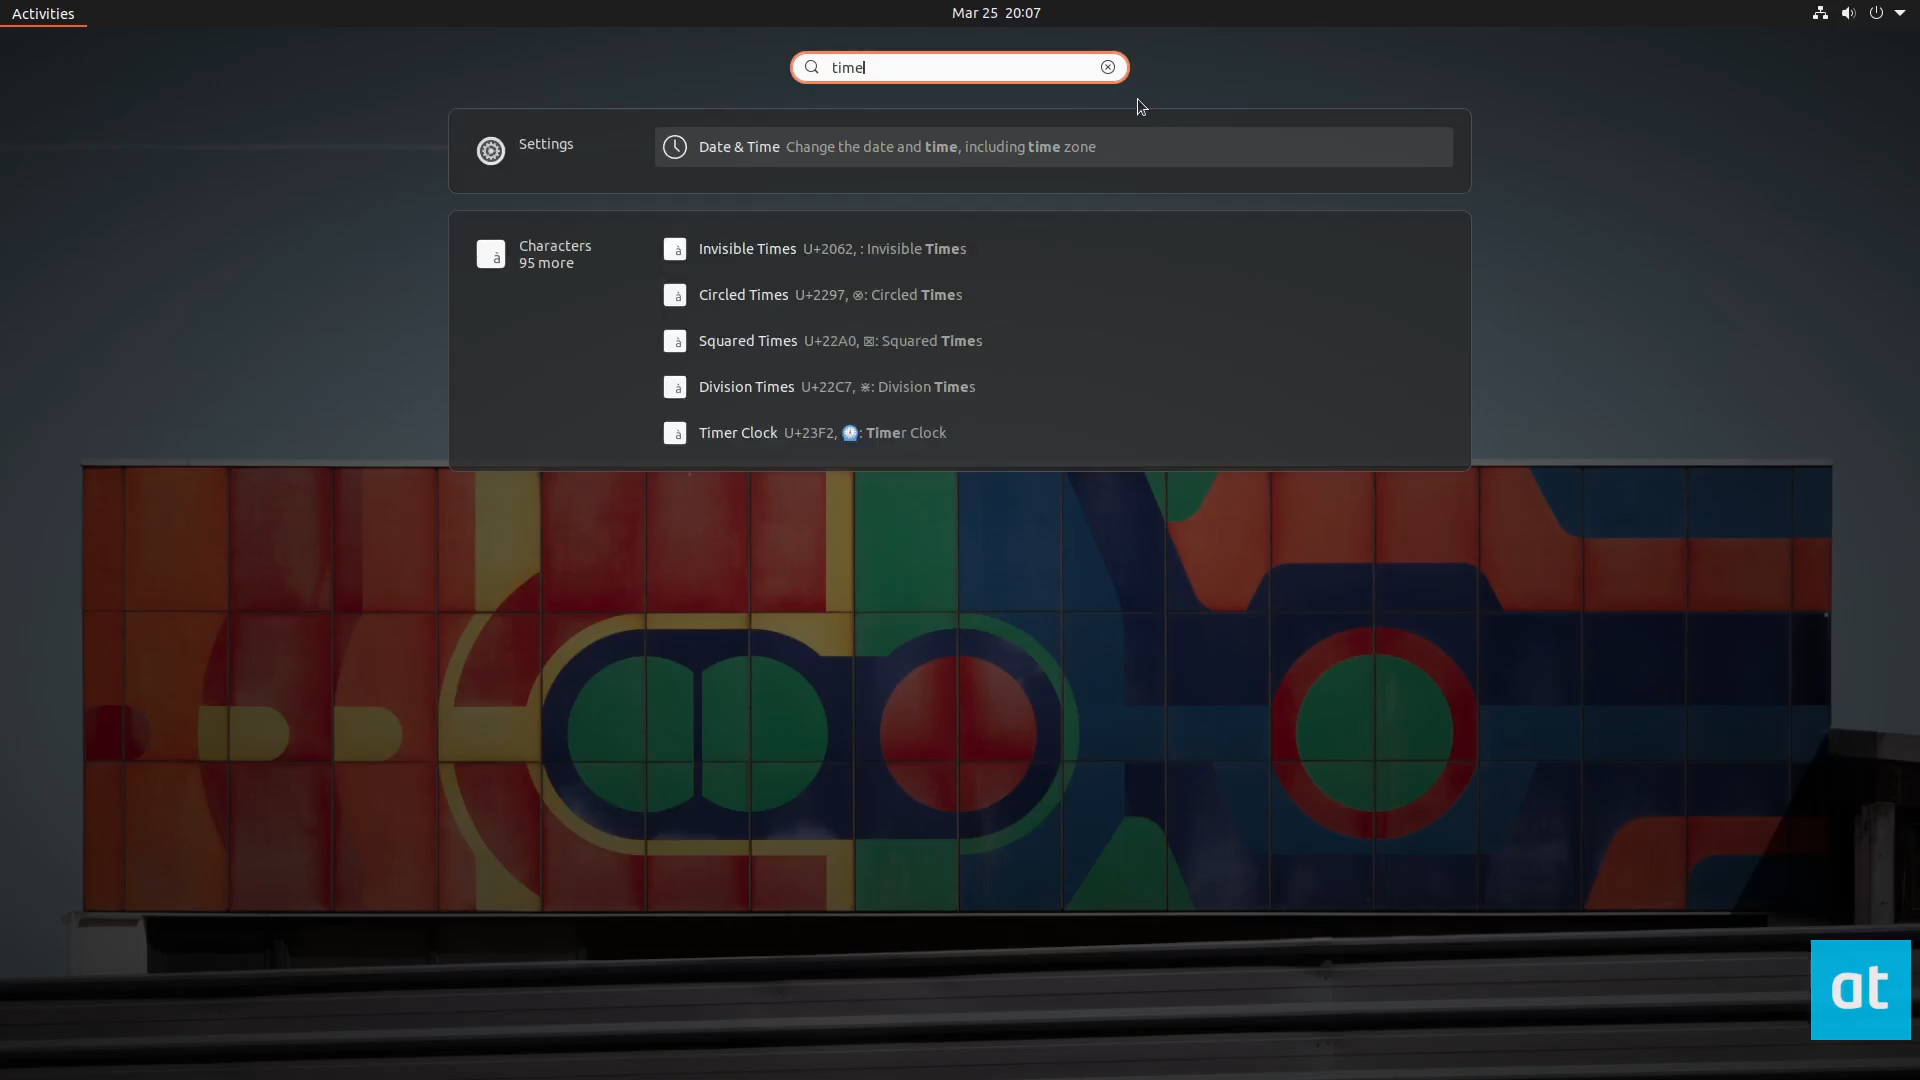 Activities
Mar 25 20:07
time
Settings
Date & Time Change the date and time, including time zone
Characters
95 more
Invisible Times U+2062, : Invisible Times
Circled Times U+2297, ⊗: Circled Times
Squared Times U+22A0, ⊠: Squared Times
Division Times U+22C7, ⋇: Division Times
Timer Clock U+23F2, ⏲: Timer Clock
at